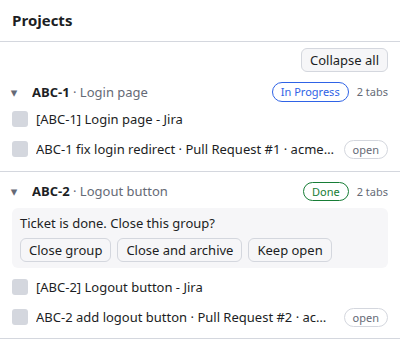 Projects
Collapse all
▾ ABC-1 · Login page In Progress 2 tabs
[ABC-1] Login page - Jira
ABC-1 fix login redirect · Pull Request #1 · acme... open
▾ ABC-2 · Logout button Done 2 tabs
Ticket is done. Close this group?
Close group Close and archive Keep open
[ABC-2] Logout button - Jira
ABC-2 add logout button · Pull Request #2 · ac... open